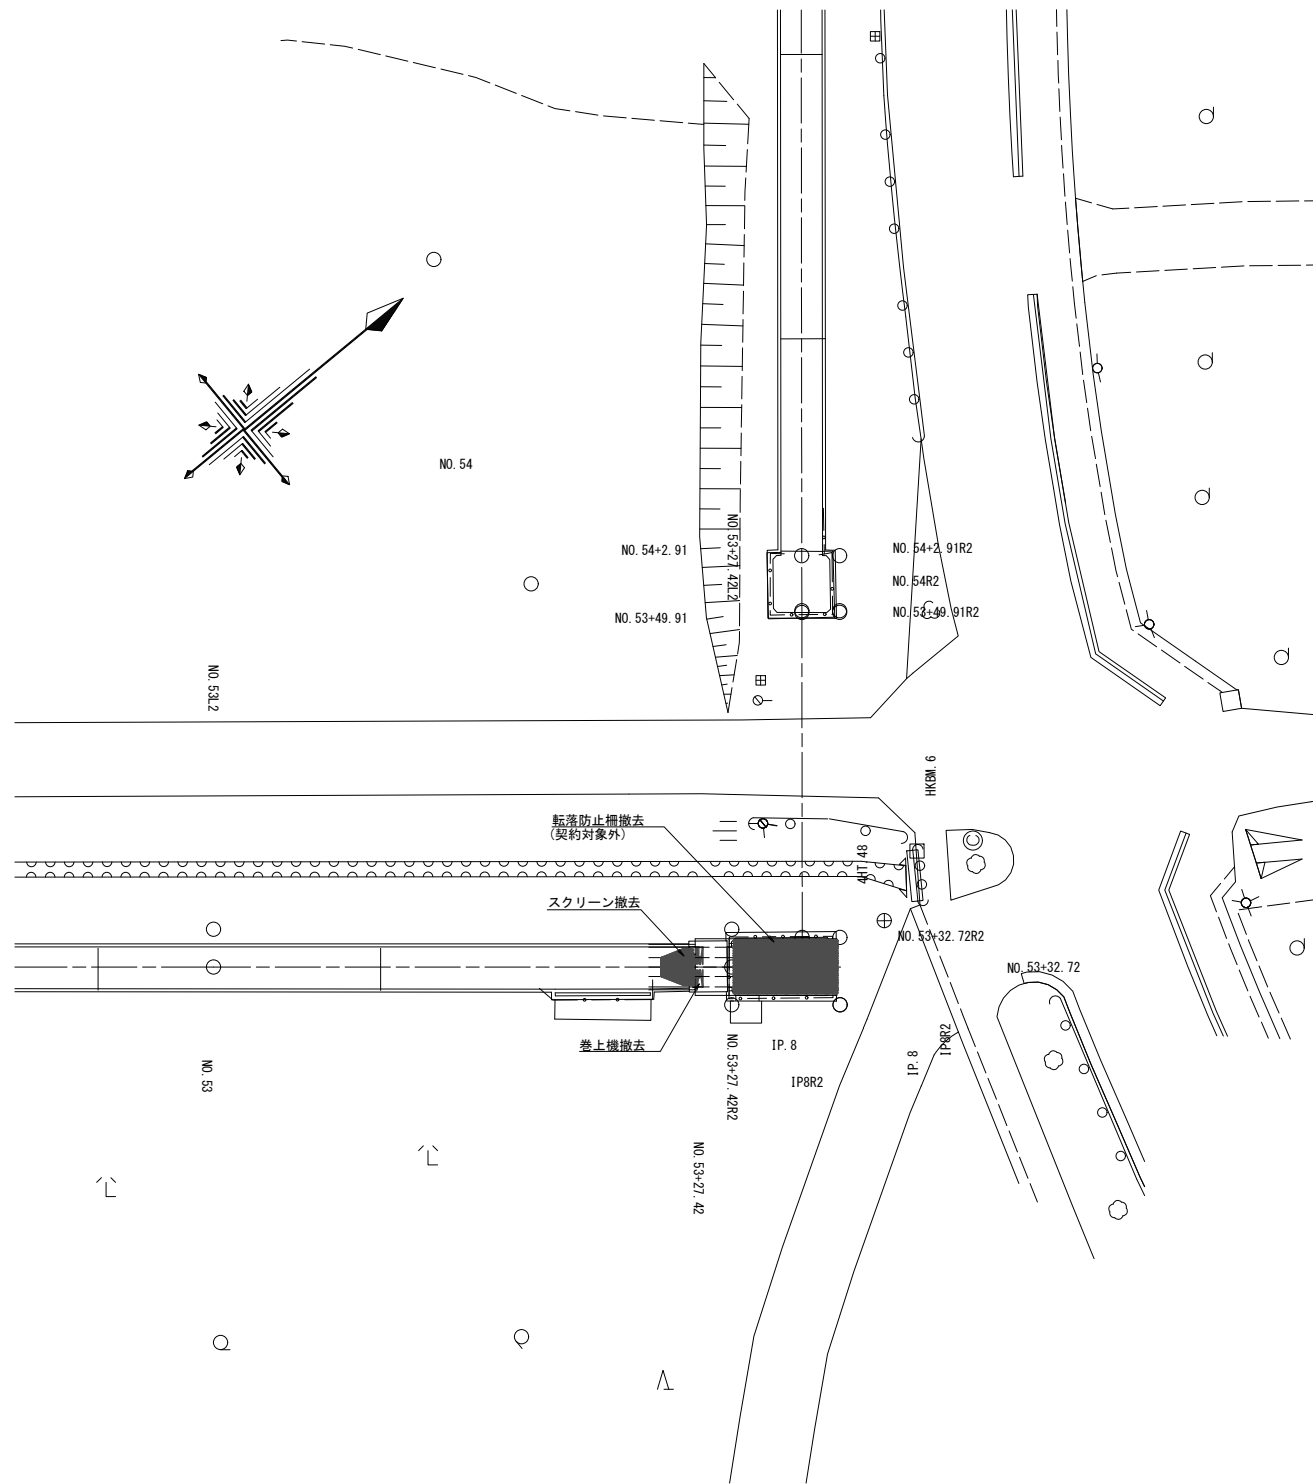 NO. 54
NO. 54+2. 91
NO. 53+27. 42L2
NO. 54+2. 91R2
NO. 54R2
NO. 53+49. 91
NO. 53+49. 91R2
NO. 53L2
HKBM. 6
転落防止柵撤去
(契約対象外)
4HT. 48
スクリーン撤去
NO. 53+32. 72R2
NO. 53+32. 72
巻上機撤去
NO. 53
NO. 53+27. 42R2
IP. 8
IP8R2
IP. 8
IP8R2
NO. 53+27. 42